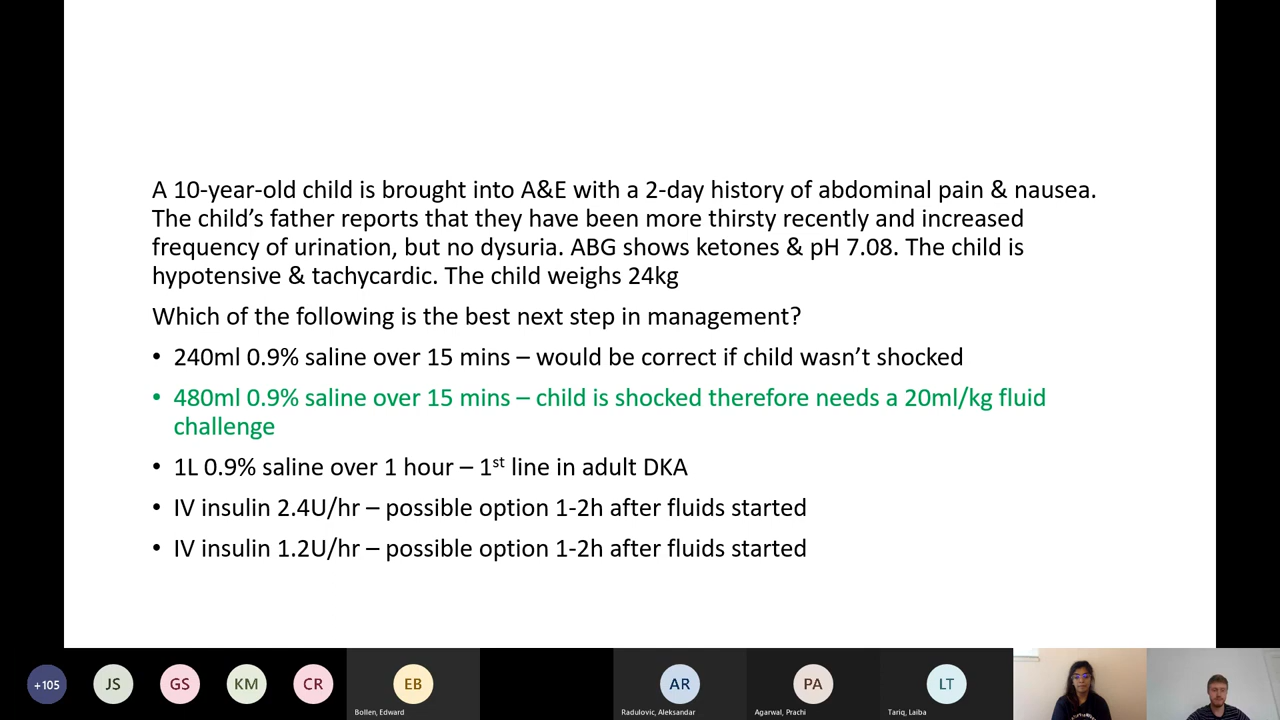 A 10-year-old child is brought into A&E with a 2-day history of abdominal pain & nausea.
The child’s father reports that they have been more thirsty recently and increased
frequency of urination, but no dysuria. ABG shows ketones & pH 7.08. The child is
hypotensive & tachycardic. The child weighs 24kg
Which of the following is the best next step in management?
• 240ml 0.9% saline over 15 mins – would be correct if child wasn’t shocked
• 480ml 0.9% saline over 15 mins – child is shocked therefore needs a 20ml/kg fluid
challenge
• 1L 0.9% saline over 1 hour – 1st line in adult DKA
• IV insulin 2.4U/hr – possible option 1-2h after fluids started
• IV insulin 1.2U/hr – possible option 1-2h after fluids started
+105 JS GS KM CR EB AR PA LT
Bollen, Edward Radulovic, Aleksandar Agarwal, Prachi Tariq, Laiba